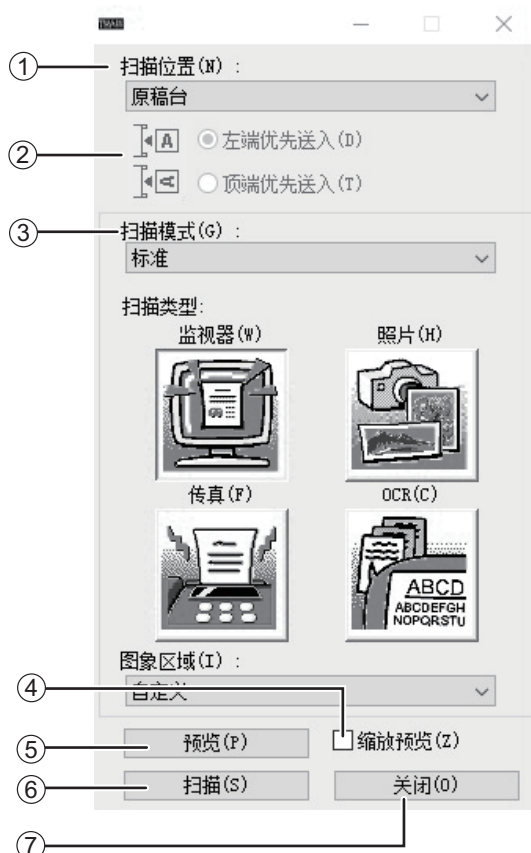 TWAIN
① 扫描位置(N) :
原稿台
② A 左端优先送入(D)
A 顶端优先送入(T)
③ 扫描模式(G) :
标准
扫描类型:
监视器(W) 照片(H)
传真(F) OCR(C)
ABCD
ABCDEFGH
NOPQRSTU
图象区域(I) :
④ 自定义
⑤ 预览(P) 缩放预览(Z)
⑥ 扫描(S) 关闭(O)
⑦